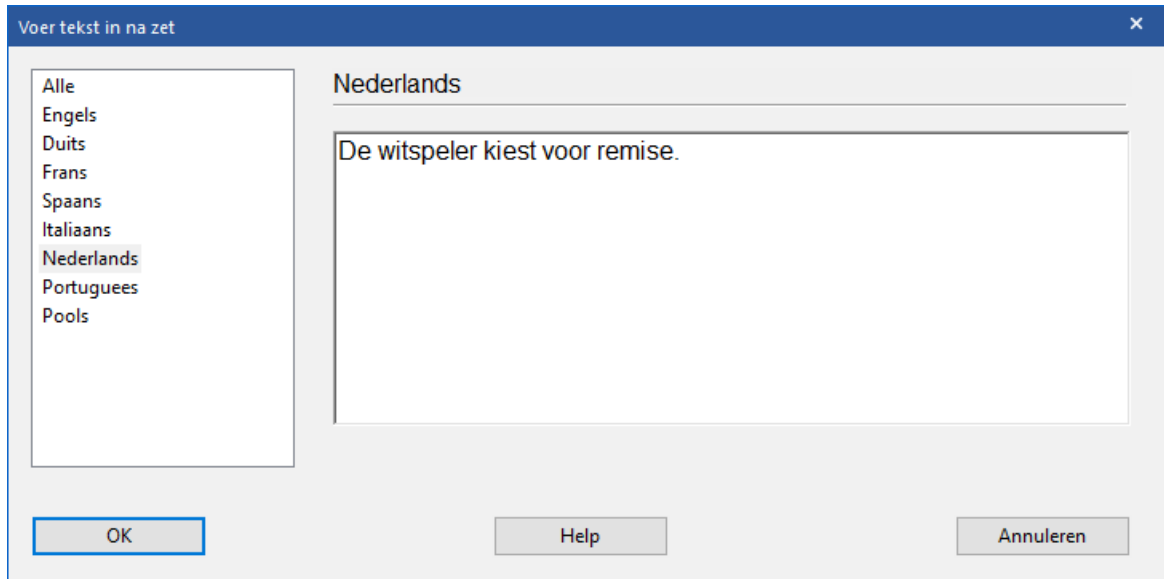 Voer tekst in na zet
Alle
Engels
Duits
Frans
Spaans
Italiaans
Nederlands
Portuguees
Pools
Nederlands
De witspeler kiest voor remise.
OK
Help
Annuleren